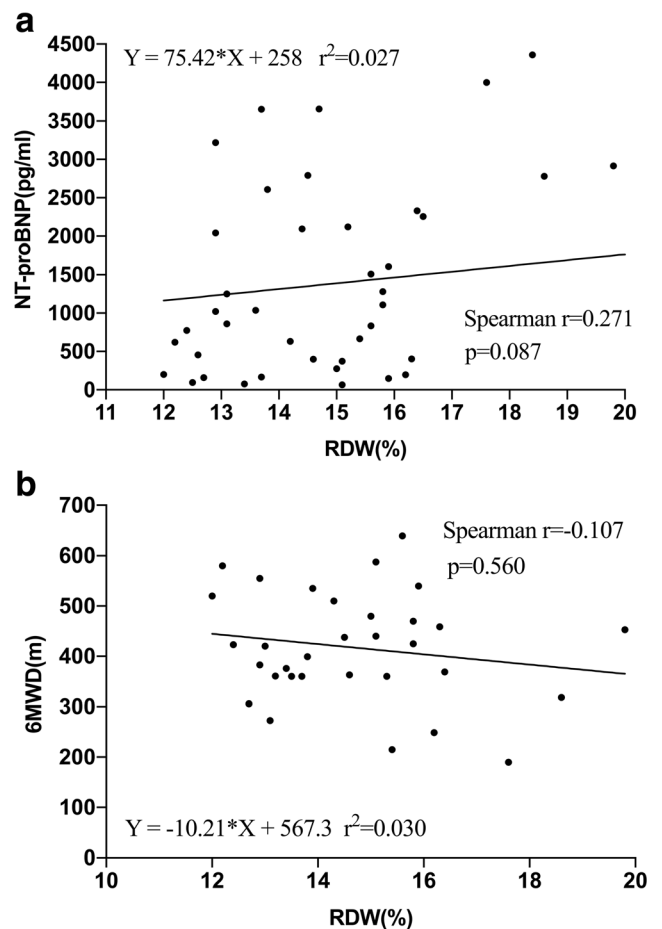 a
Y = 75.42*X + 258 r²=0.027
NT-proBNP(pg/ml)
4500
4000
3500
3000
2500
2000
1500
1000
500
0
Spearman r=0.271
p=0.087
11 12 13 14 15 16 17 18 19 20
RDW(%)
b
6MWD(m)
700
600
500
400
300
200
100
0
Spearman r=-0.107
p=0.560
Y = -10.21*X + 567.3 r²=0.030
10 12 14 16 18 20
RDW(%)